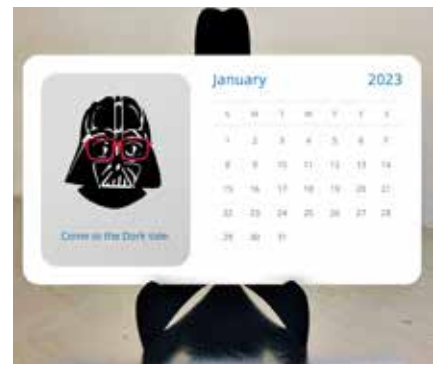 January 2023
S M T W T F S
1 2 3 4 5 6 7
8 9 10 11 12 13 14
15 16 17 18 19 20 21
22 23 24 25 26 27 28
29 30 31
Come to the Dark side